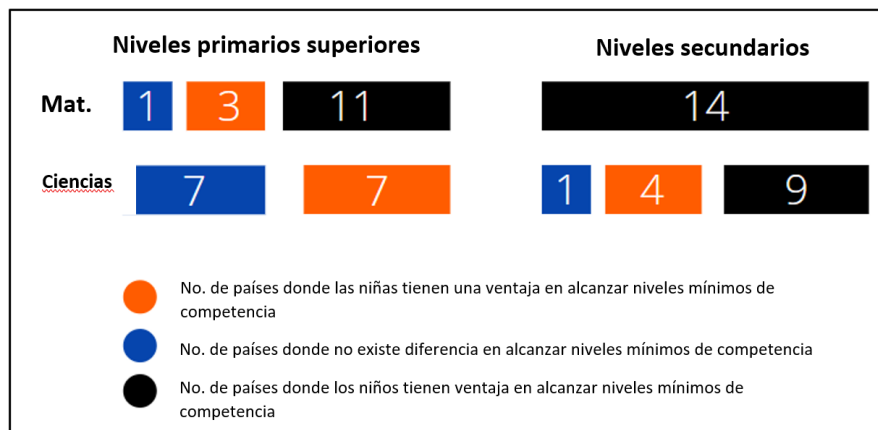 Niveles primarios superiores
Niveles secundarios
Mat.
1 3 11
14
Ciencias
7 7
1 4 9
No. de países donde las niñas tienen una ventaja en alcanzar niveles mínimos de
competencia
No. de países donde no existe diferencia en alcanzar niveles mínimos de competencia
No. de países donde los niños tienen ventaja en alcanzar niveles mínimos de
competencia